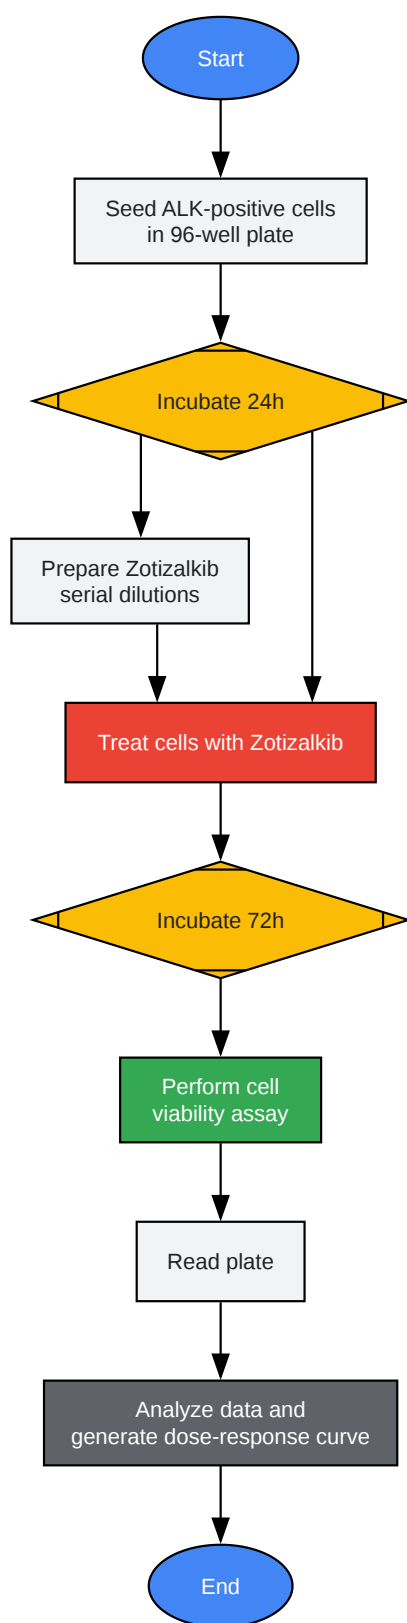 Start
Seed ALK-positive cells
in 96-well plate
Incubate 24h
Prepare Zotizalkib
serial dilutions
Treat cells with Zotizalkib
Incubate 72h
Perform cell
viability assay
Read plate
Analyze data and
generate dose-response curve
End